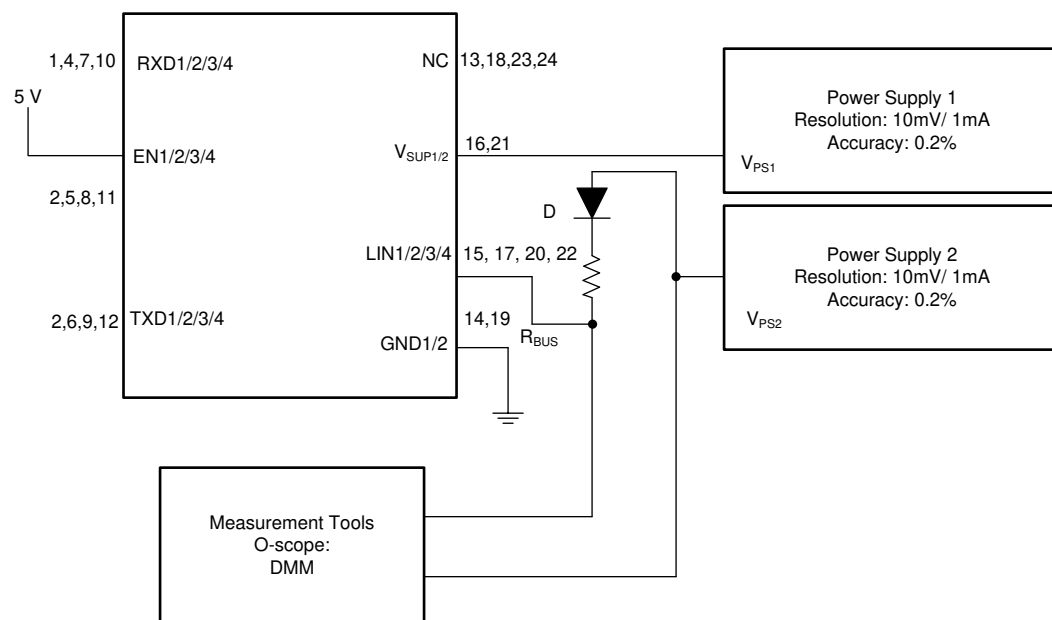 1,4,7,10
RXD1/2/3/4
NC
13,18,23,24
5 V
EN1/2/3/4
2,5,8,11
V_SUP1/2
16,21
Power Supply 1
Resolution: 10mV/ 1mA
Accuracy: 0.2%
V_PS1
D
LIN1/2/3/4
15, 17, 20, 22
Power Supply 2
Resolution: 10mV/ 1mA
Accuracy: 0.2%
V_PS2
2,6,9,12
TXD1/2/3/4
14,19
R_BUS
GND1/2
Measurement Tools
O-scope:
DMM